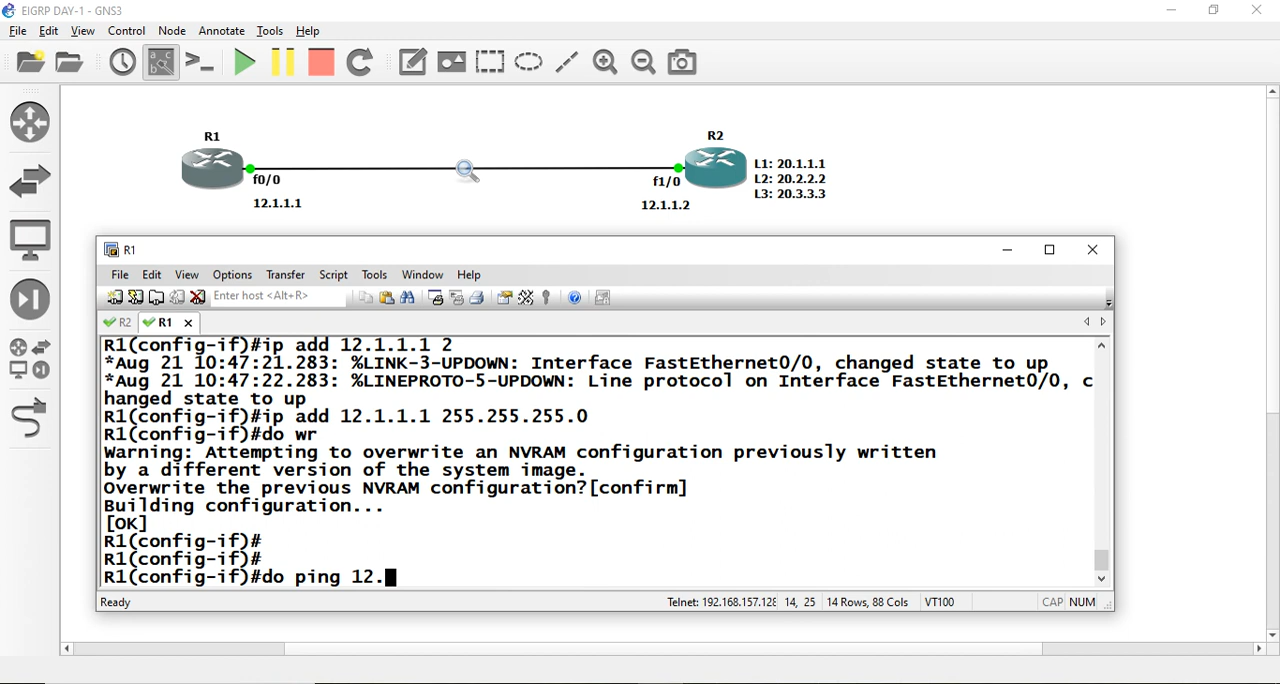 EIGRP DAY-1 - GNS3
File Edit View Control Node Annotate Tools Help
R1
R2
f0/0
f1/0
12.1.1.1
12.1.1.2
L1: 20.1.1.1
L2: 20.2.2.2
L3: 20.3.3.3
R1
File Edit View Options Transfer Script Tools Window Help
Enter host <Alt+R>
R2 R1
R1(config-if)#ip add 12.1.1.1 2
*Aug 21 10:47:21.283: %LINK-3-UPDOWN: Interface FastEthernet0/0, changed state to up
*Aug 21 10:47:22.283: %LINEPROTO-5-UPDOWN: Line protocol on Interface FastEthernet0/0, c
hanged state to up
R1(config-if)#ip add 12.1.1.1 255.255.255.0
R1(config-if)#do wr
Warning: Attempting to overwrite an NVRAM configuration previously written
by a different version of the system image.
Overwrite the previous NVRAM configuration?[confirm]
Building configuration...
[OK]
R1(config-if)#
R1(config-if)#
R1(config-if)#do ping 12.
Ready Telnet: 192.168.157.128 14, 25 14 Rows, 88 Cols VT100 CAP NUM